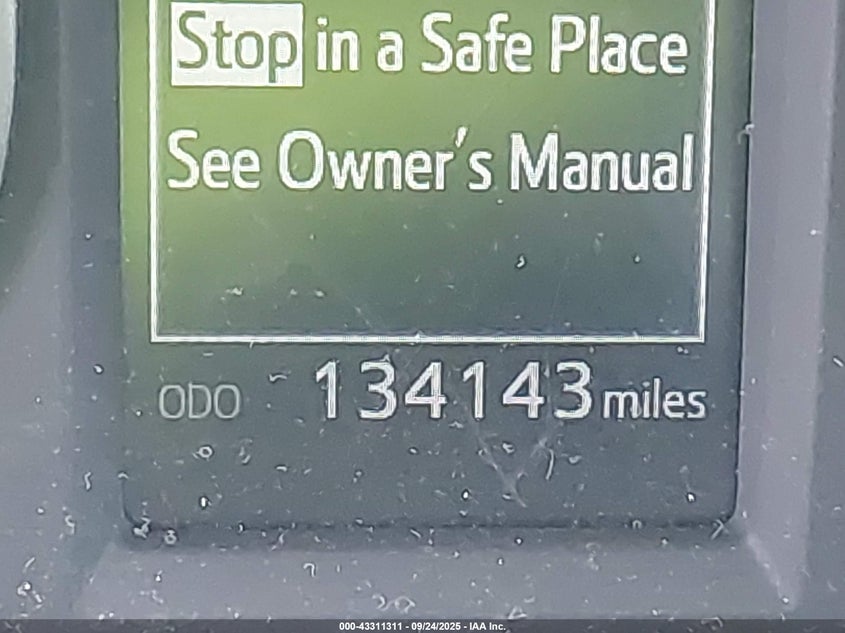 Stop in a Safe Place
See Owner's Manual
ODO 134143 miles
000-43311311 - 09/24/2025 - IAA Inc.